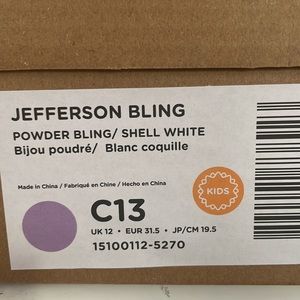 JEFFERSON BLING
POWDER BLING/ SHELL WHITE
Bijou poudré/ Blanc coquille
Made in China / Fabriqué en Chine / Hecho en China
C13
KIDS
UK 12 • EUR 31.5 • JP/CM 19.5
15100112-5270